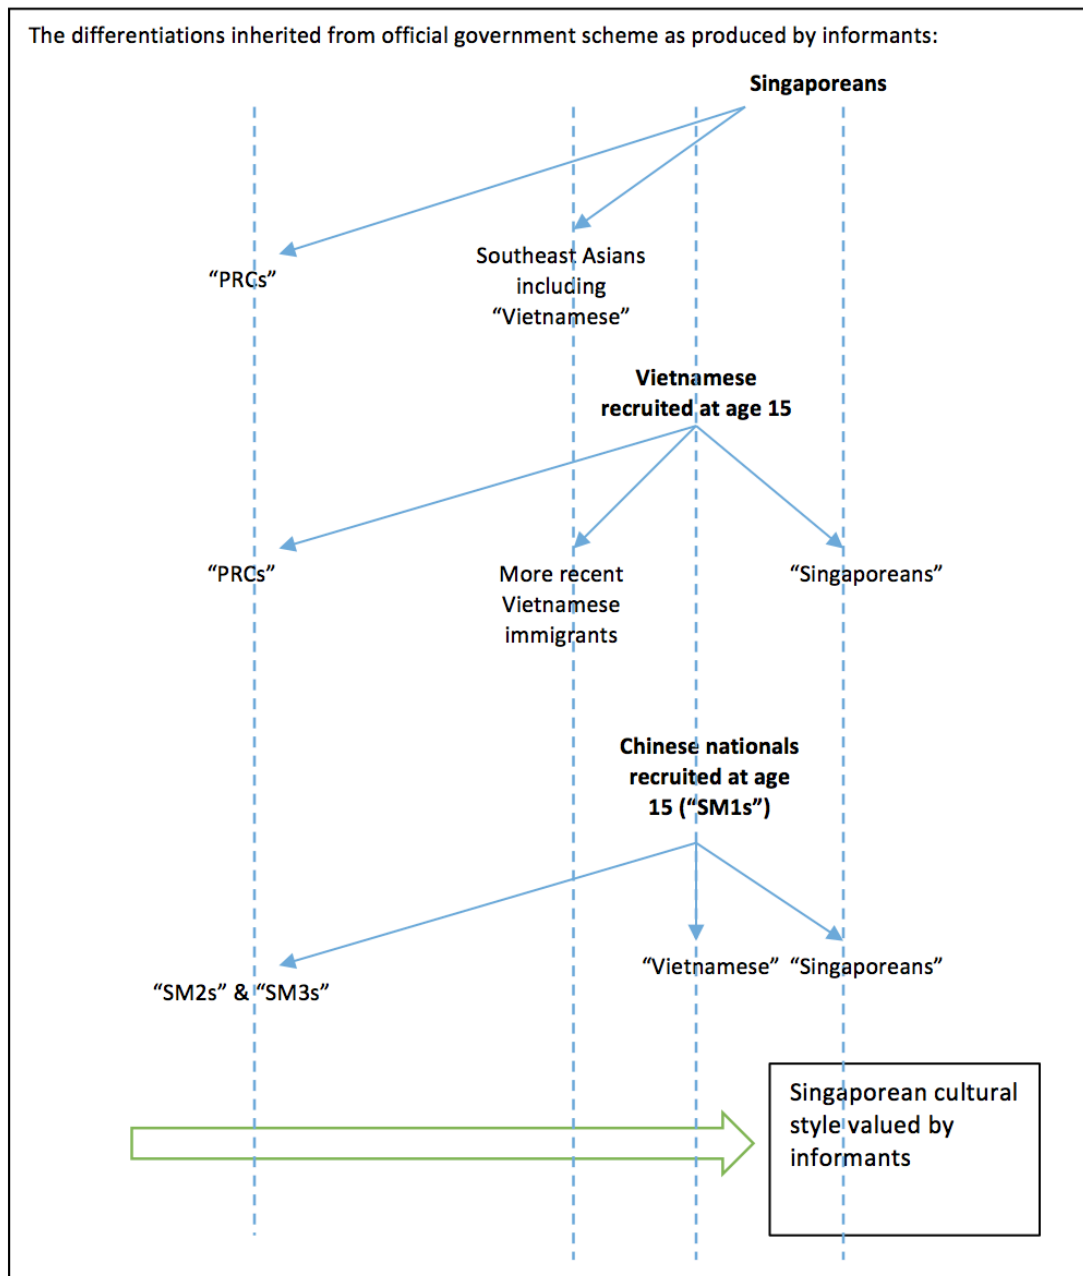 The differentiations inherited from official government scheme as produced by informants:
Singaporeans
“PRCs”
Southeast Asians
including
“Vietnamese”
Vietnamese
recruited at age 15
“PRCs”
More recent
Vietnamese
immigrants
“Singaporeans”
Chinese nationals
recruited at age
15 (“SM1s”)
“SM2s” & “SM3s”
“Vietnamese”
“Singaporeans”
Singaporean cultural
style valued by
informants